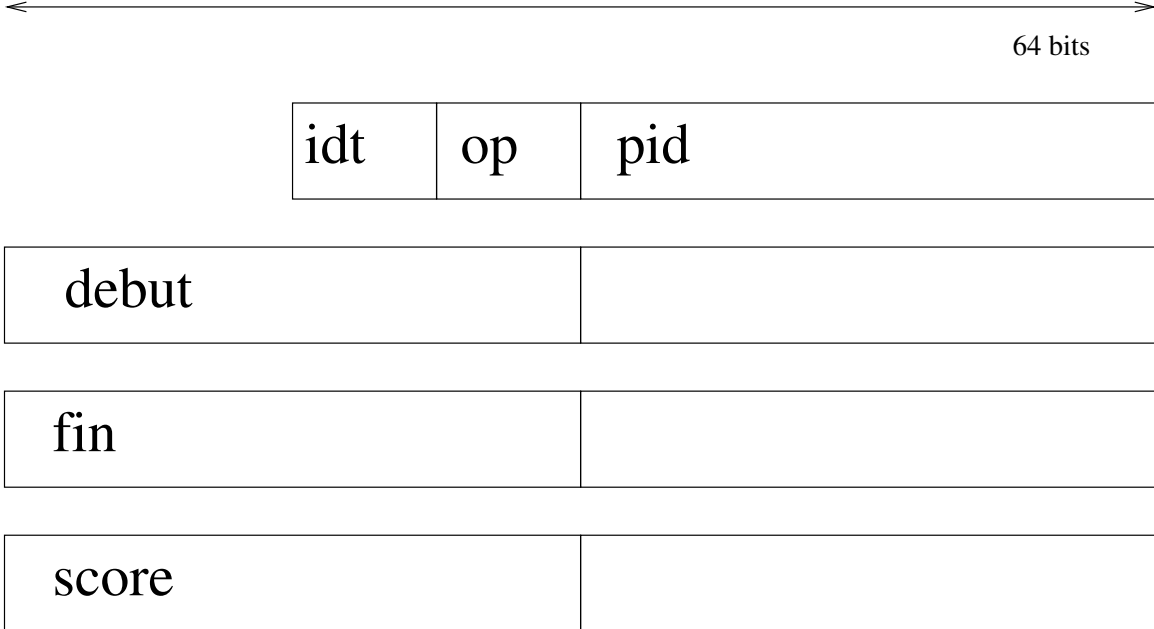 64 bits
idt op pid
debut
fin
score